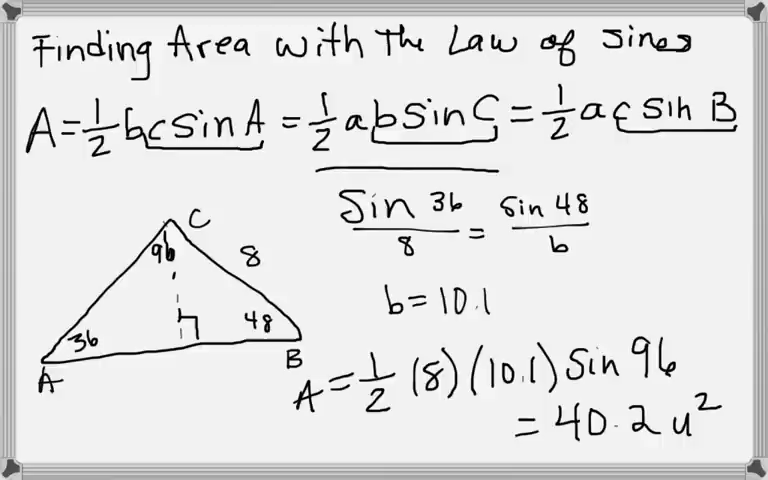 Finding Area with the Law of Sines
A = 1/2 bc sin A = 1/2 ab sin C = 1/2 ac sin B
sin 36/8 = sin 48/b
C
96
8
b = 10.1
36
48
A
B
A = 1/2 (8)(10.1) sin 96
= 40.2 u²